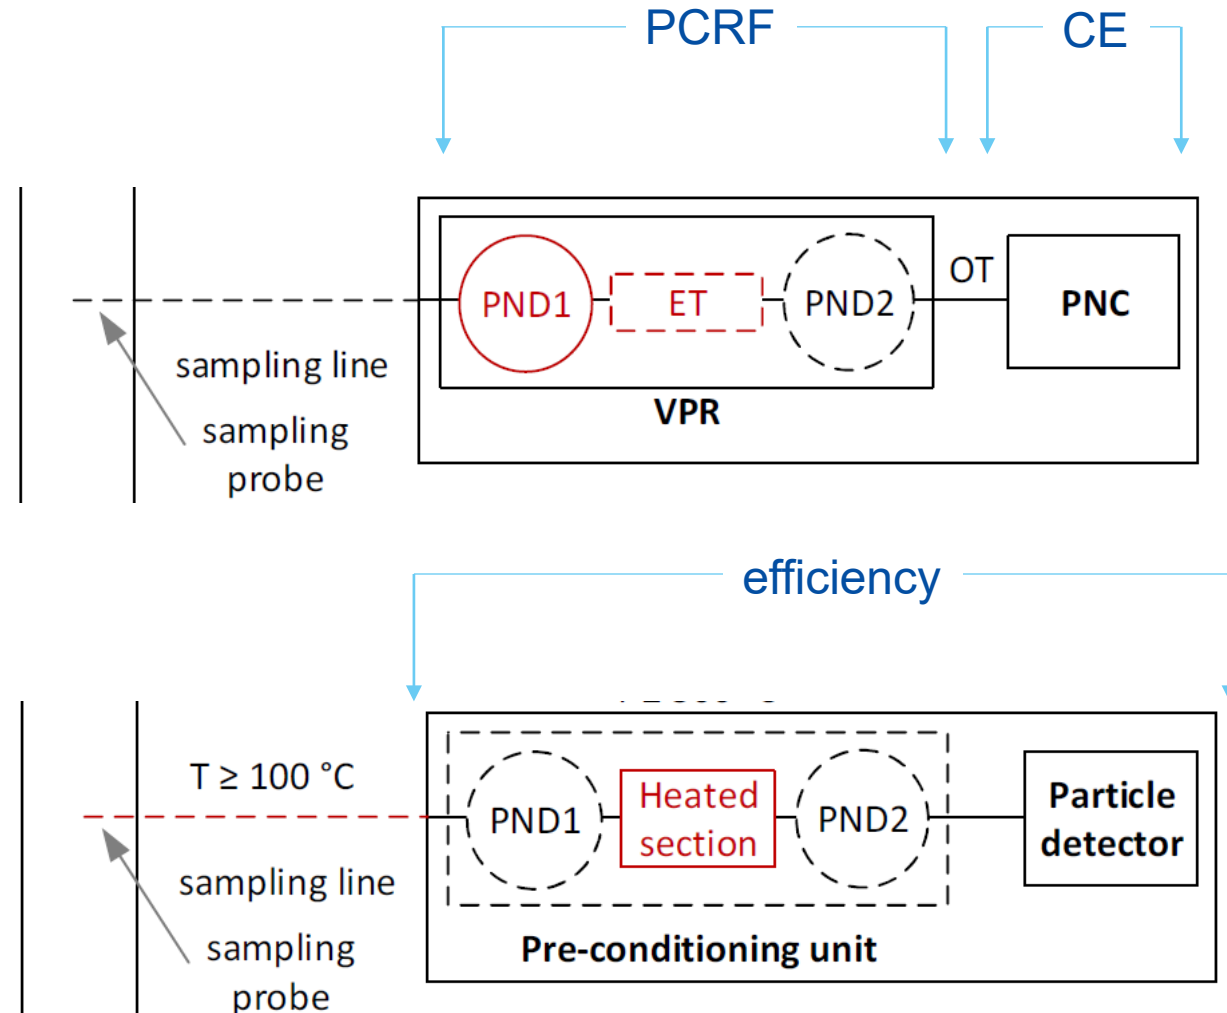 PCRF
CE
PND1
ET
PND2
OT
PNC
sampling line
sampling
probe
VPR
efficiency
T ≥ 100 °C
PND1
Heated
section
PND2
Particle
detector
sampling line
sampling
probe
Pre-conditioning unit